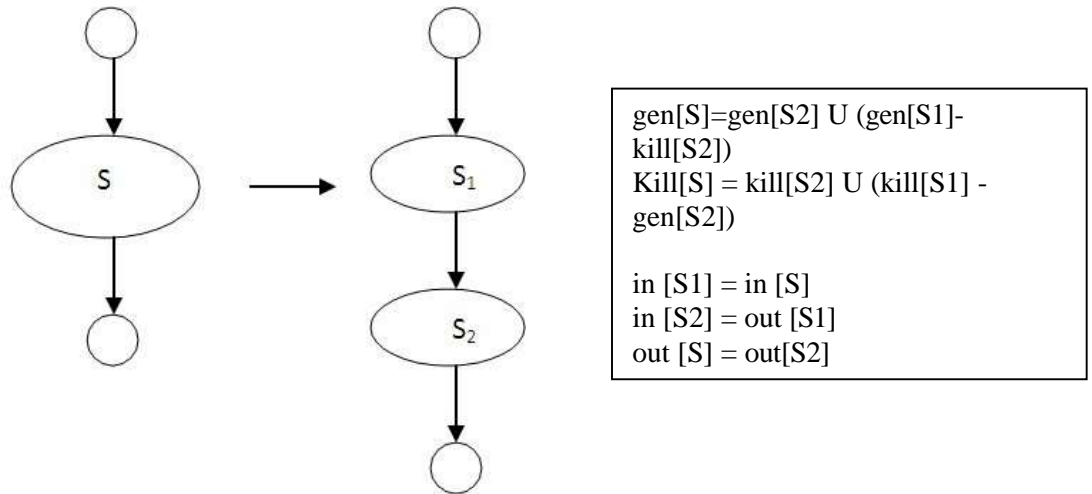 S
S₁
S₂
gen[S]=gen[S2] U (gen[S1]-
kill[S2])
Kill[S] = kill[S2] U (kill[S1] -
gen[S2])
in [S1] = in [S]
in [S2] = out [S1]
out [S] = out[S2]